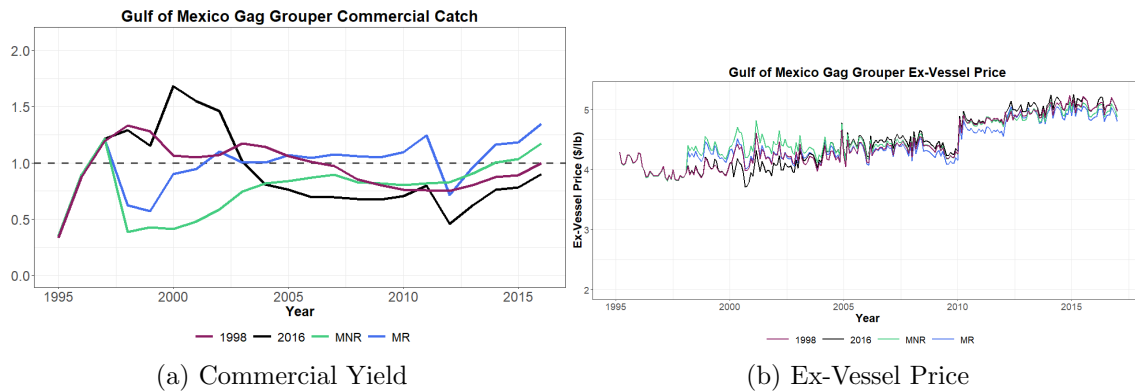 Gulf of Mexico Gag Grouper Commercial Catch
2.0
1.5
1.0
0.5
0.0
1995 2000 2005 2010 2015
Year
1998 2016 MNR MR
(a) Commercial Yield
Gulf of Mexico Gag Grouper Ex-Vessel Price
Ex-Vessel Price ($/lb)
5
4
3
2
1995 2000 2005 2010 2015
Year
1998 2016 MNR MR
(b) Ex-Vessel Price